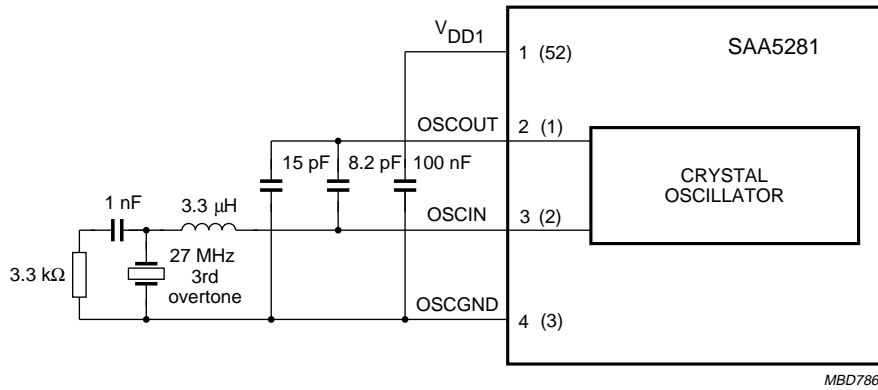 V DD1
SAA5281
1 (52)
OSCOUT
2 (1)
15 pF
8.2 pF
100 nF
CRYSTAL
OSCILLATOR
1 nF
3.3 μH
OSCIN
3 (2)
3.3 kΩ
27 MHz
3rd
overtone
OSCGND
4 (3)
MBD786